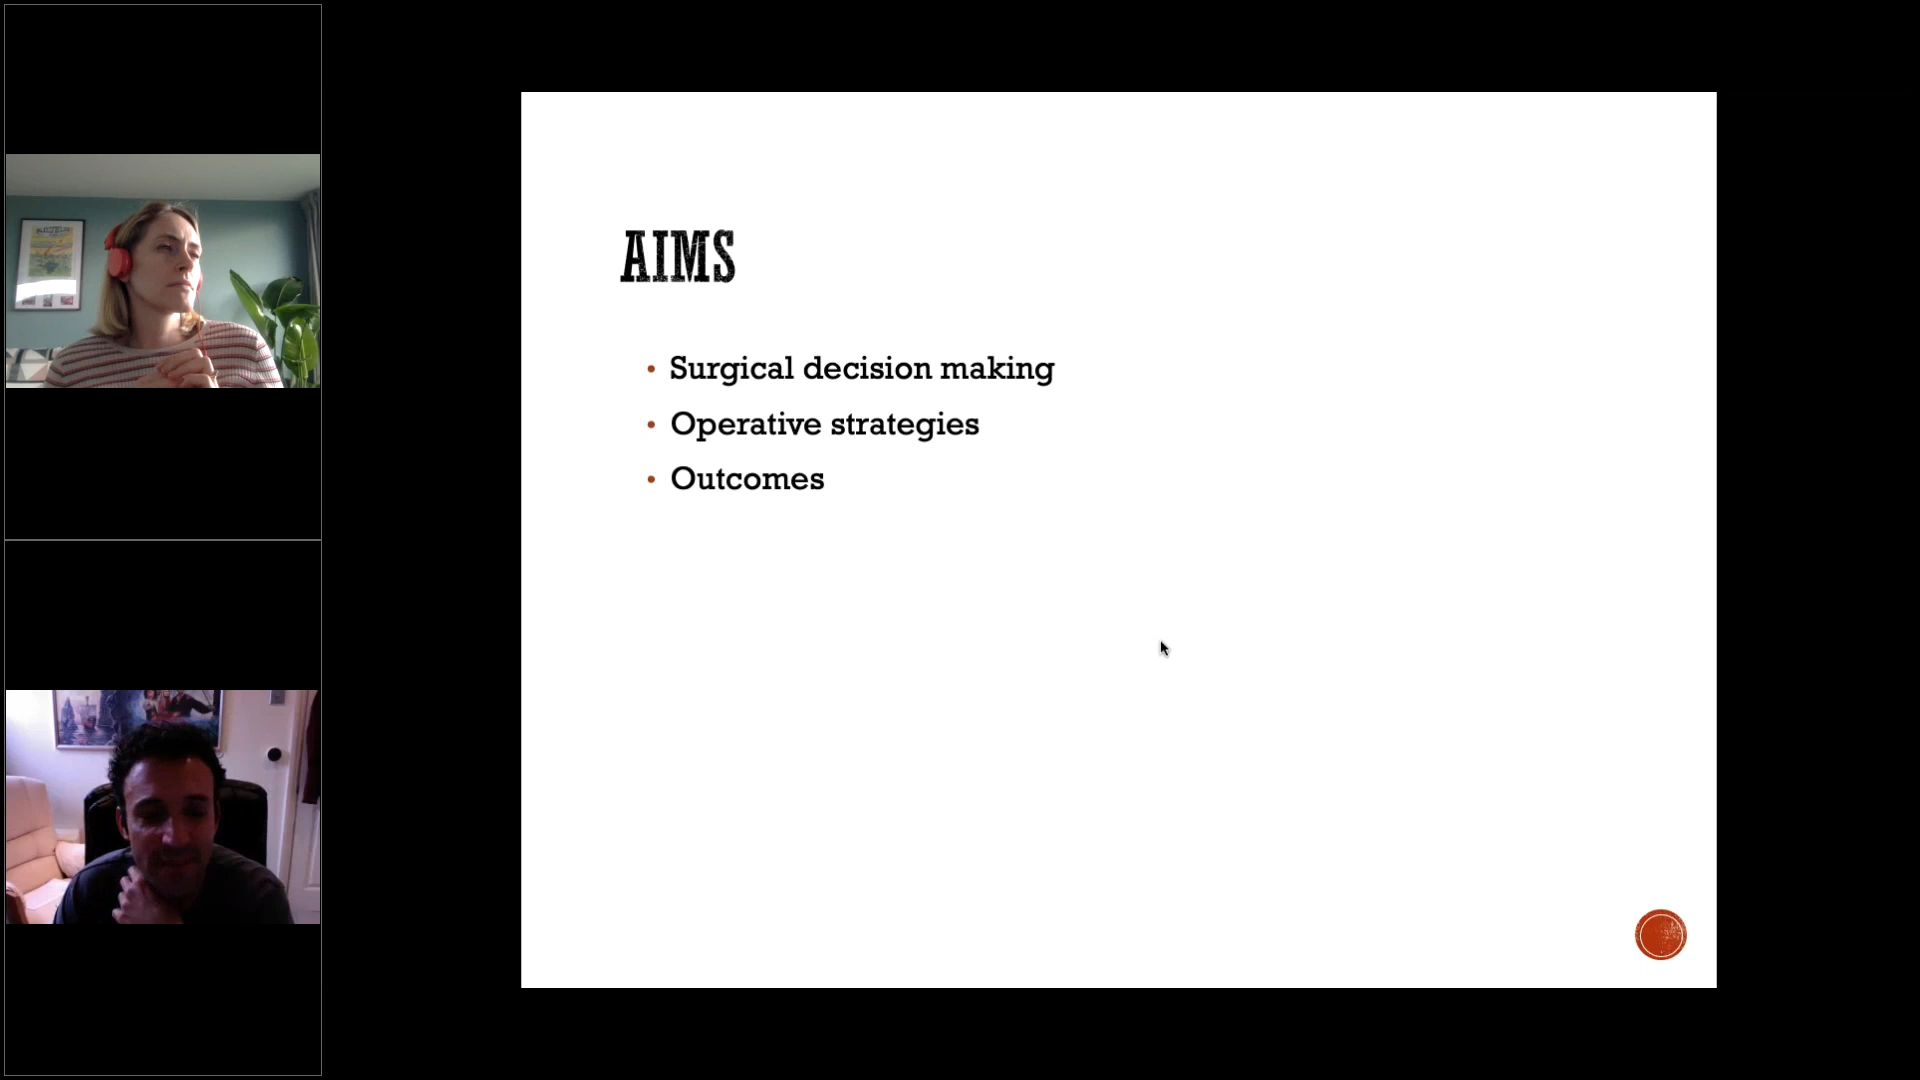 AIMS
• Surgical decision making
• Operative strategies
• Outcomes